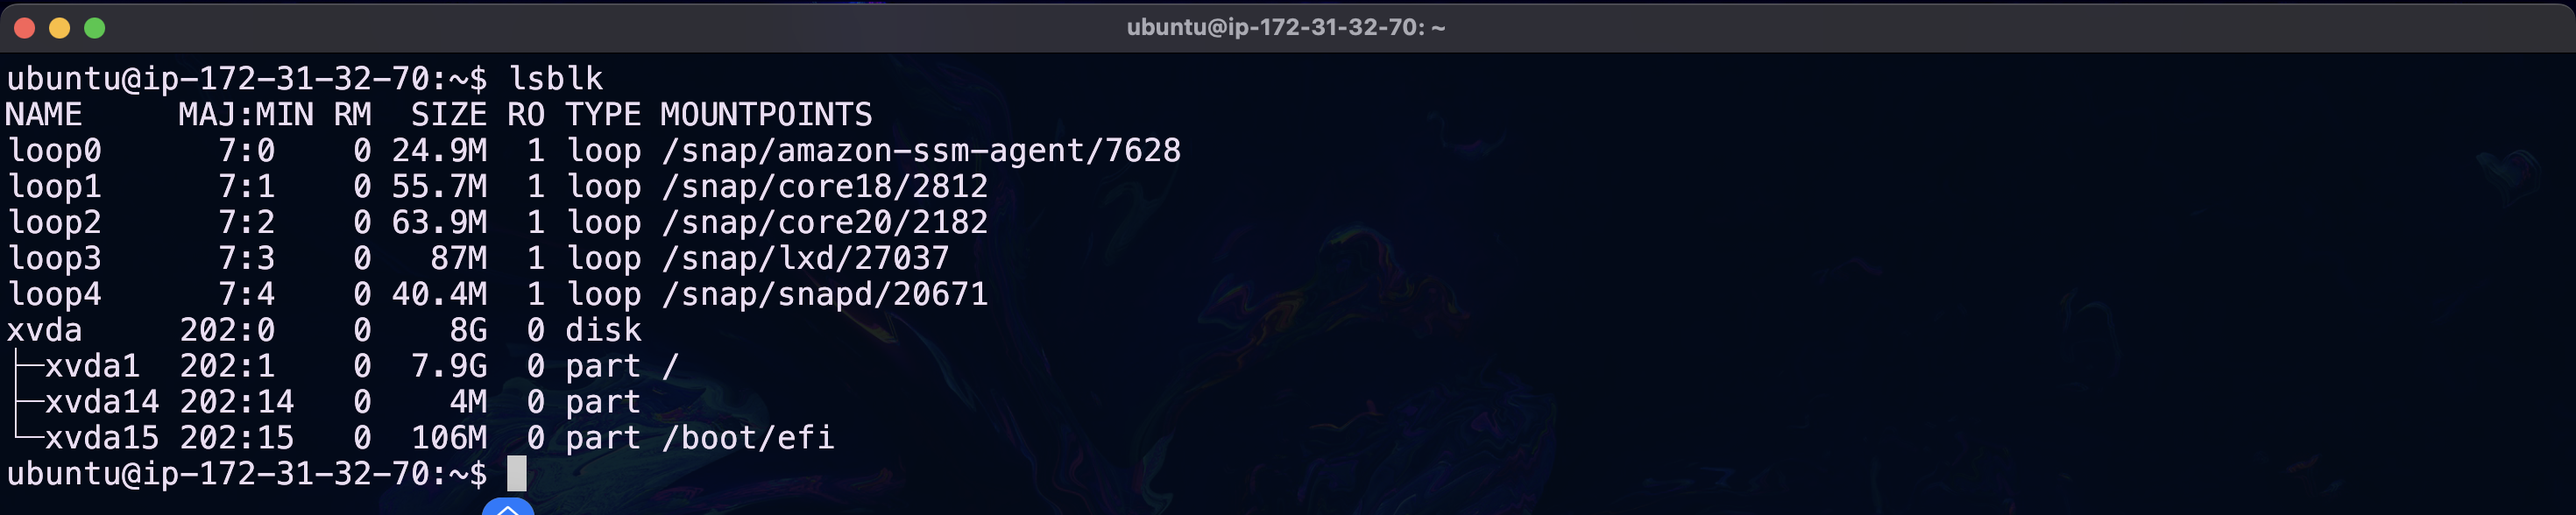 ubuntu@ip-172-31-32-70: ~
ubuntu@ip-172-31-32-70:~$ lsblk
NAME     MAJ:MIN RM   SIZE RO TYPE MOUNTPOINTS
loop0      7:0    0 24.9M  1 loop /snap/amazon-ssm-agent/7628
loop1      7:1    0 55.7M  1 loop /snap/core18/2812
loop2      7:2    0 63.9M  1 loop /snap/core20/2182
loop3      7:3    0   87M  1 loop /snap/lxd/27037
loop4      7:4    0 40.4M  1 loop /snap/snapd/20671
xvda     202:0    0    8G  0 disk
├─xvda1  202:1    0  7.9G  0 part /
├─xvda14 202:14   0    4M  0 part
└─xvda15 202:15   0  106M  0 part /boot/efi
ubuntu@ip-172-31-32-70:~$